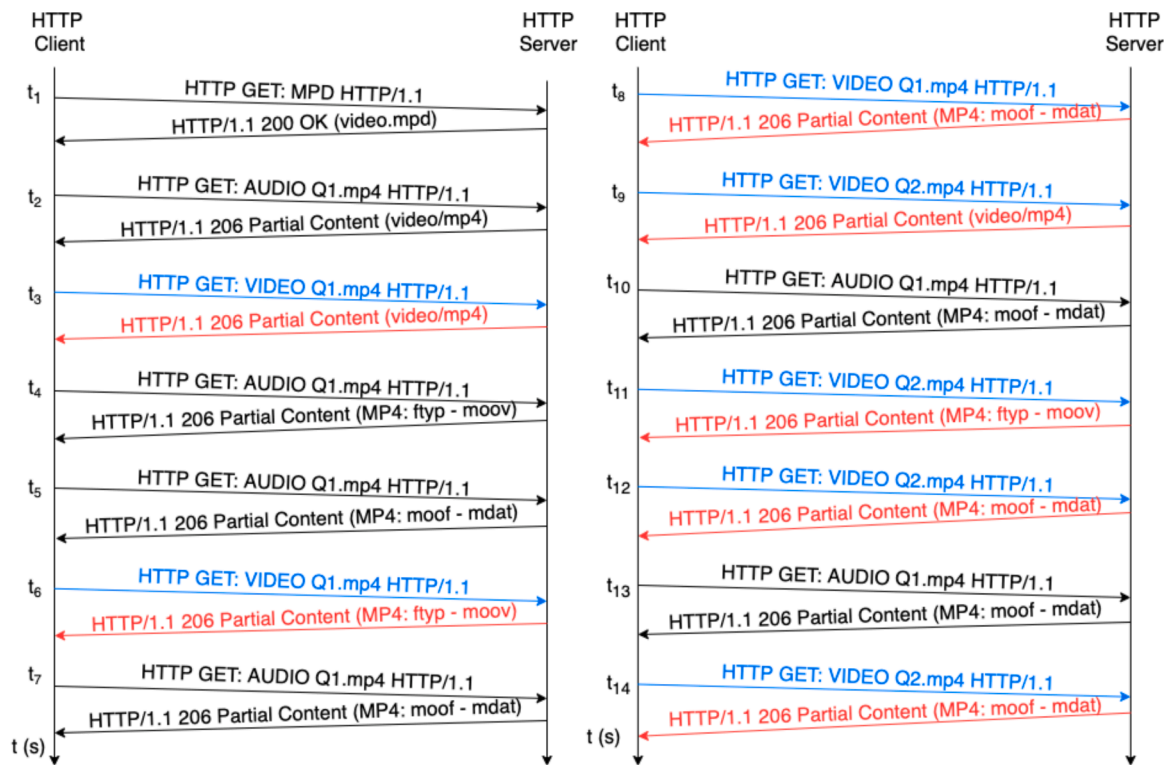 HTTP
Client
HTTP
Server
t1
HTTP GET: MPD HTTP/1.1
HTTP/1.1 200 OK (video.mpd)
t2
HTTP GET: AUDIO Q1.mp4 HTTP/1.1
HTTP/1.1 206 Partial Content (video/mp4)
t3
HTTP GET: VIDEO Q1.mp4 HTTP/1.1
HTTP/1.1 206 Partial Content (video/mp4)
t4
HTTP GET: AUDIO Q1.mp4 HTTP/1.1
HTTP/1.1 206 Partial Content (MP4: ftyp - moov)
t5
HTTP GET: AUDIO Q1.mp4 HTTP/1.1
HTTP/1.1 206 Partial Content (MP4: moof - mdat)
t6
HTTP GET: VIDEO Q1.mp4 HTTP/1.1
HTTP/1.1 206 Partial Content (MP4: ftyp - moov)
t7
HTTP GET: AUDIO Q1.mp4 HTTP/1.1
HTTP/1.1 206 Partial Content (MP4: moof - mdat)
t (s)
HTTP
Client
HTTP
Server
t8
HTTP GET: VIDEO Q1.mp4 HTTP/1.1
HTTP/1.1 206 Partial Content (MP4: moof - mdat)
t9
HTTP GET: VIDEO Q2.mp4 HTTP/1.1
HTTP/1.1 206 Partial Content (video/mp4)
t10
HTTP GET: AUDIO Q1.mp4 HTTP/1.1
HTTP/1.1 206 Partial Content (MP4: moof - mdat)
t11
HTTP GET: VIDEO Q2.mp4 HTTP/1.1
HTTP/1.1 206 Partial Content (MP4: ftyp - moov)
t12
HTTP GET: VIDEO Q2.mp4 HTTP/1.1
HTTP/1.1 206 Partial Content (MP4: moof - mdat)
t13
HTTP GET: AUDIO Q1.mp4 HTTP/1.1
HTTP/1.1 206 Partial Content (MP4: moof - mdat)
t14
HTTP GET: VIDEO Q2.mp4 HTTP/1.1
HTTP/1.1 206 Partial Content (MP4: moof - mdat)
t (s)